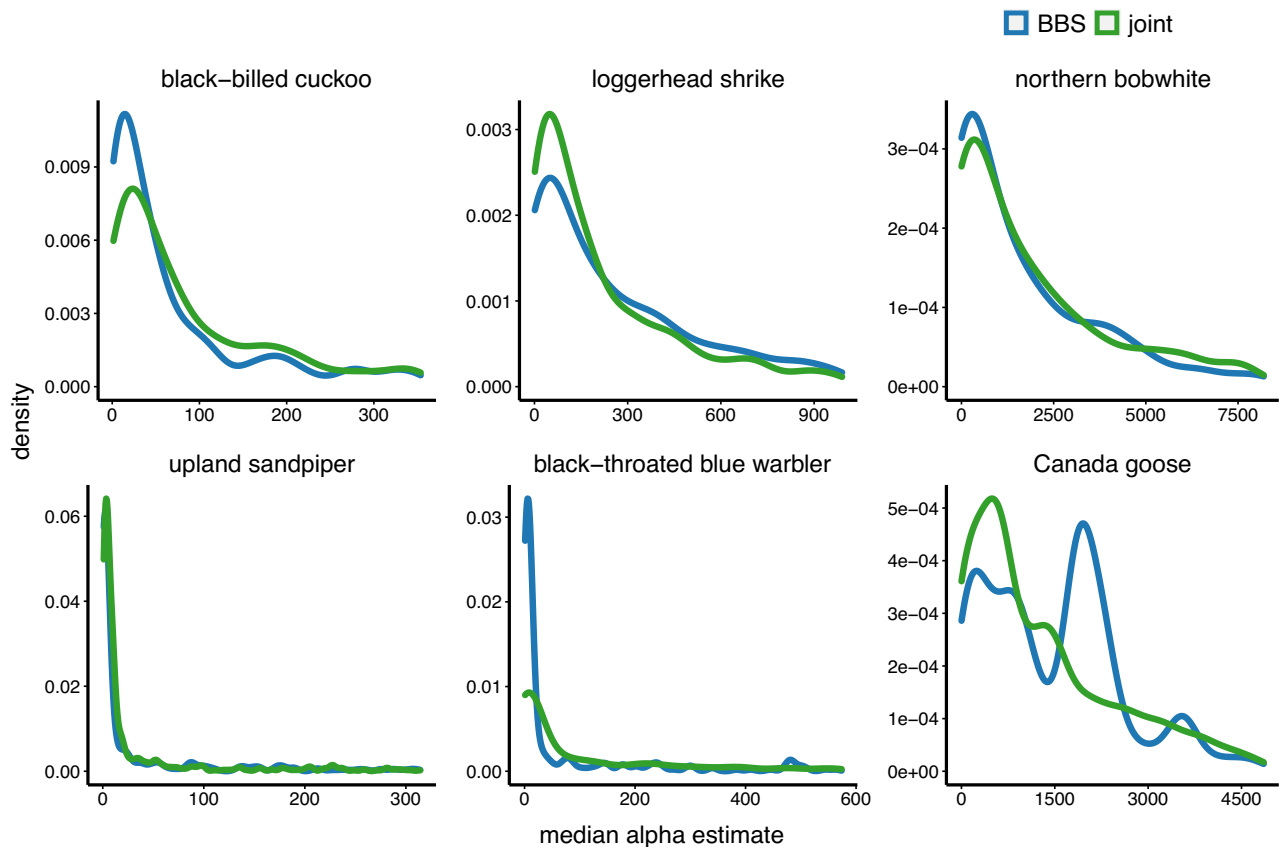 BBS joint
black−billed cuckoo
loggerhead shrike
northern bobwhite
0.009
0.006
0.003
0.000
0 100 200 300
0.003
0.002
0.001
0.000
0 300 600 900
3e−04
2e−04
1e−04
0e+00
0 2500 5000 7500
density
upland sandpiper
black−throated blue warbler
Canada goose
0.06
0.04
0.02
0.00
0 100 200 300
0.03
0.02
0.01
0.00
0 200 400 600
5e−04
4e−04
3e−04
2e−04
1e−04
0e+00
0 1500 3000 4500
median alpha estimate